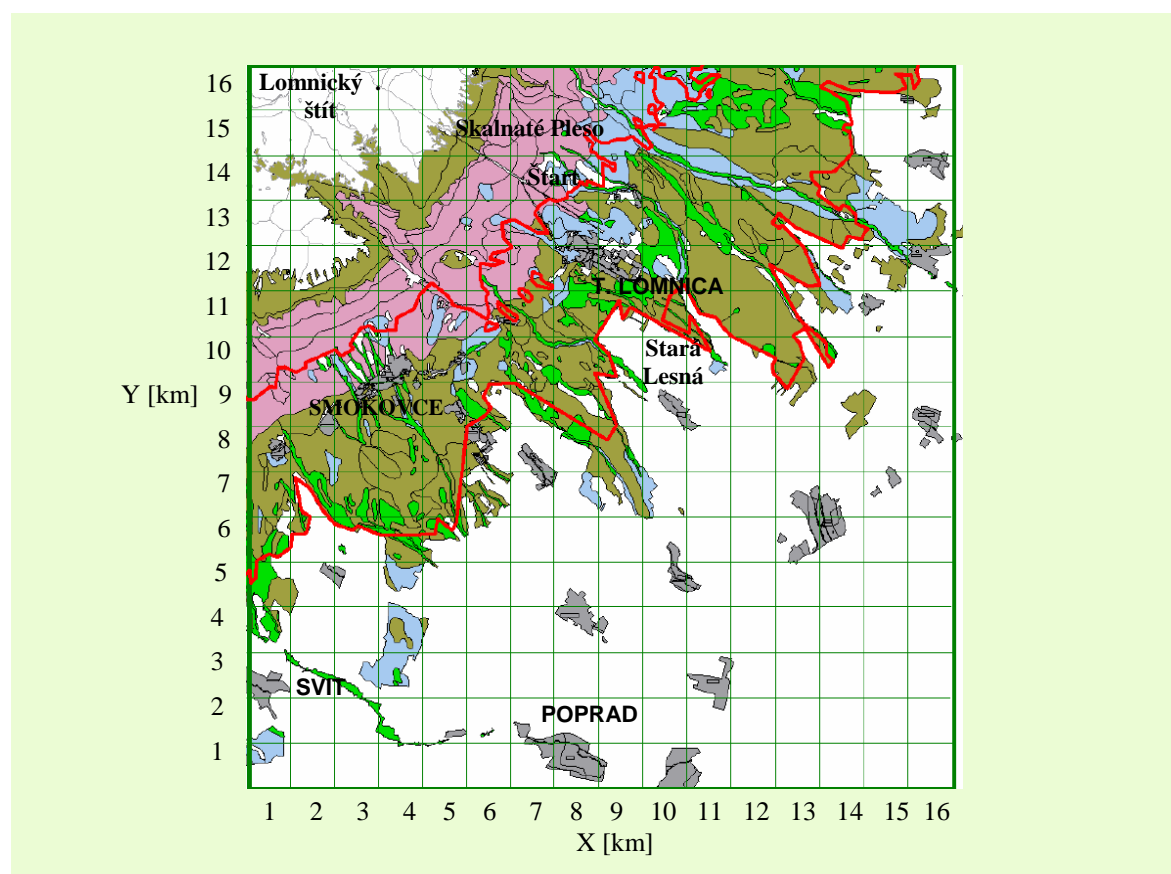 16
Lomnický
štít
15
Skalnaté Pleso
14
Štart
13
12
T. LOMNICA
11
10
Stará
Lesná
Y [km]
9
SMOKOVCE
8
7
6
5
4
3
SVIT
2
POPRAD
1
1 2 3 4 5 6 7 8 9 10 11 12 13 14 15 16
X [km]